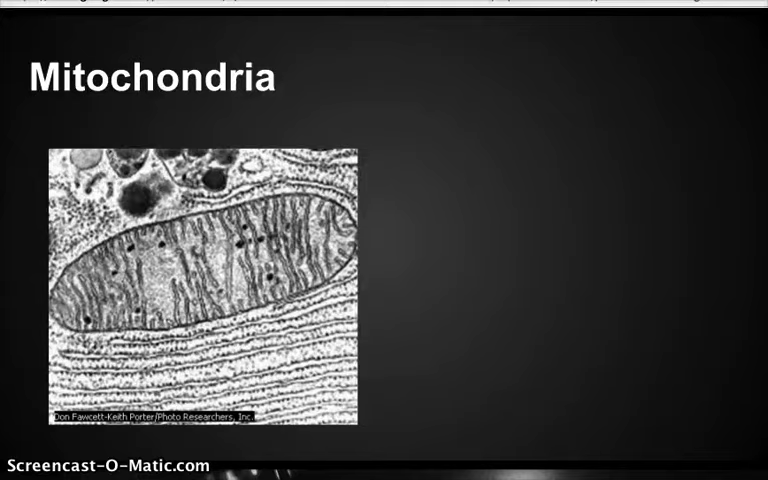 Mitochondria
Don Fawcett-Keith Porter/Photo Researchers, Inc.
Screencast-O-Matic.com